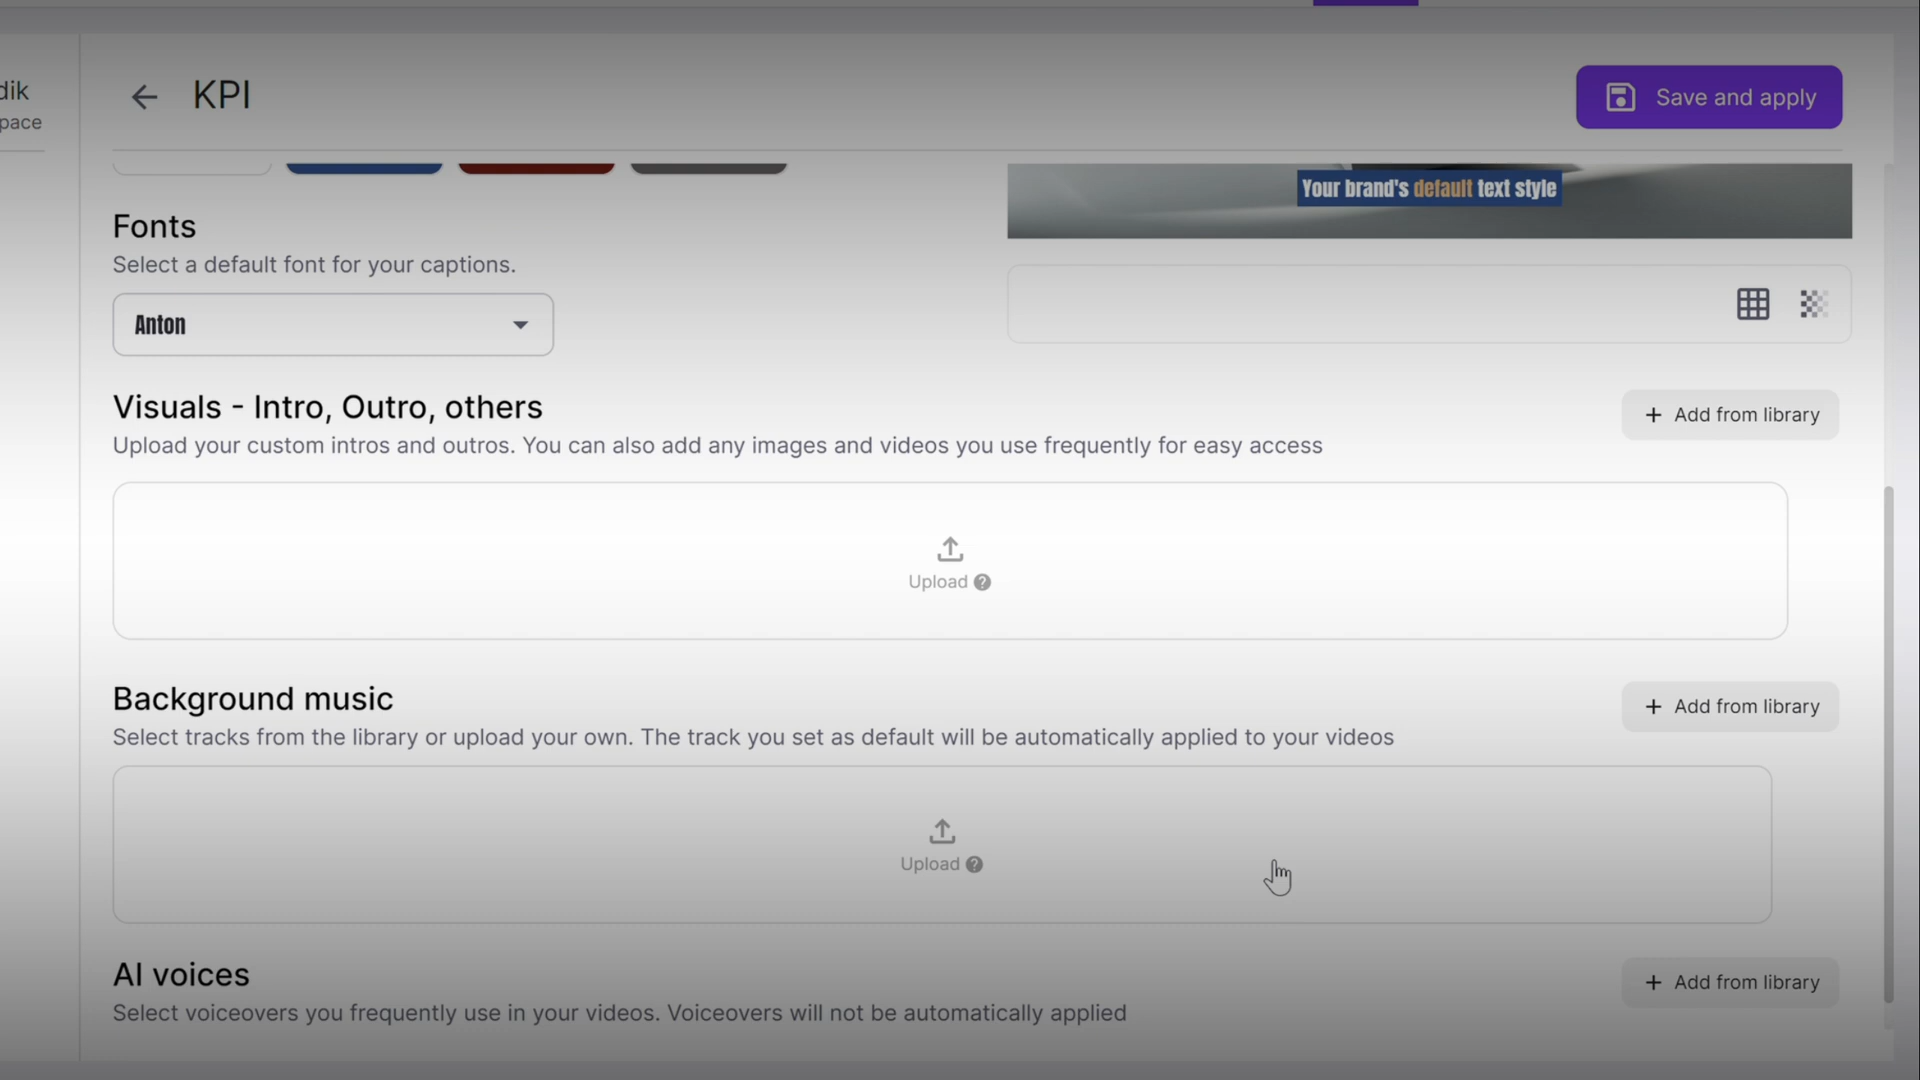 dik
pace
KPI
Save and apply
Your brand's default text style
Fonts
Select a default font for your captions.
Anton
Visuals - Intro, Outro, others
Add from library
Upload your custom intros and outros. You can also add any images and videos you use frequently for easy access
Upload
Background music
Add from library
Select tracks from the library or upload your own. The track you set as default will be automatically applied to your videos
Upload
AI voices
Add from library
Select voiceovers you frequently use in your videos. Voiceovers will not be automatically applied